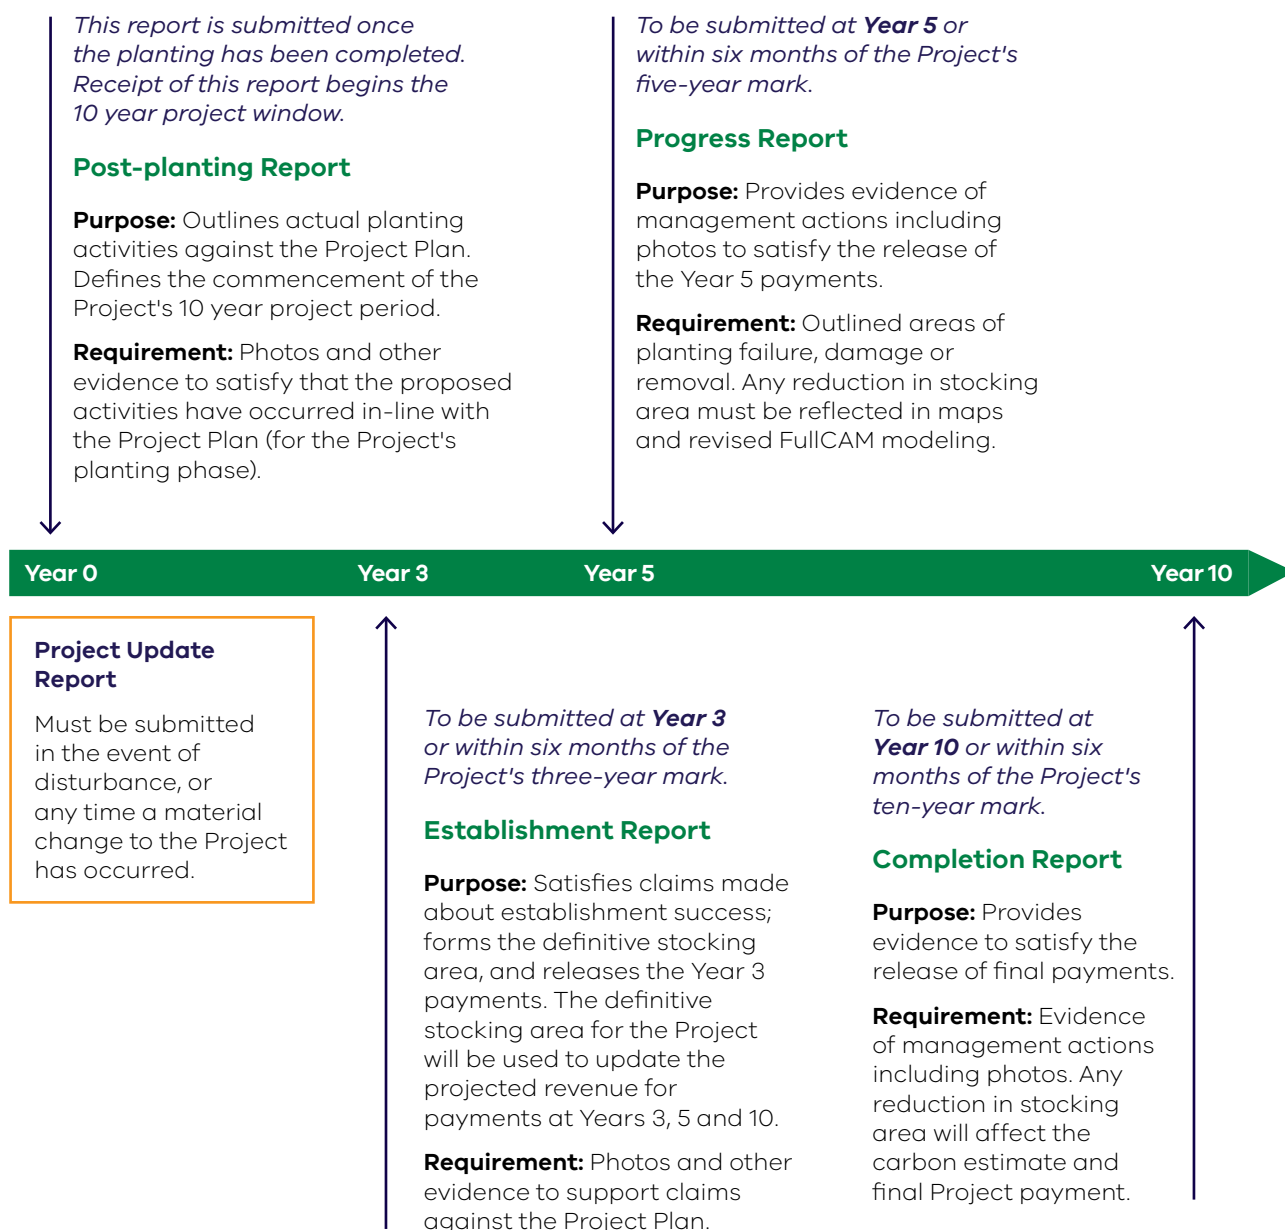 This report is submitted once
the planting has been completed.
Receipt of this report begins the
10 year project window.
Post-planting Report
Purpose: Outlines actual planting
activities against the Project Plan.
Defines the commencement of the
Project's 10 year project period.
Requirement: Photos and other
evidence to satisfy that the proposed
activities have occurred in-line with
the Project Plan (for the Project's
planting phase).
To be submitted at Year 5 or
within six months of the Project's
five-year mark.
Progress Report
Purpose: Provides evidence of
management actions including
photos to satisfy the release of
the Year 5 payments.
Requirement: Outlined areas of
planting failure, damage or
removal. Any reduction in stocking
area must be reflected in maps
and revised FullCAM modeling.
Year 0
Year 3
Year 5
Year 10
Project Update
Report
Must be submitted
in the event of
disturbance, or
any time a material
change to the Project
has occurred.
To be submitted at Year 3
or within six months of the
Project's three-year mark.
Establishment Report
Purpose: Satisfies claims made
about establishment success;
forms the definitive stocking
area, and releases the Year 3
payments. The definitive
stocking area for the Project
will be used to update the
projected revenue for
payments at Years 3, 5 and 10.
Requirement: Photos and other
evidence to support claims
against the Project Plan.
To be submitted at
Year 10 or within six
months of the Project's
ten-year mark.
Completion Report
Purpose: Provides
evidence to satisfy the
release of final payments.
Requirement: Evidence
of management actions
including photos. Any
reduction in stocking
area will affect the
carbon estimate and
final Project payment.